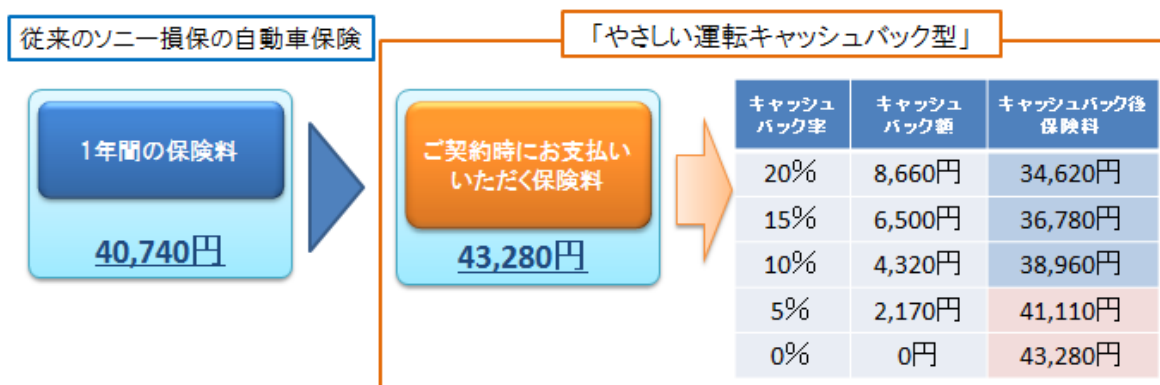 従来のソニー損保の自動車保険
「やさしい運転キャッシュバック型」
1年間の保険料
40,740円
ご契約時にお支払い
いただく保険料
43,280円
キャッシュ
バック率
キャッシュ
バック額
キャッシュバック後
保険料
20% 8,660円 34,620円
15% 6,500円 36,780円
10% 4,320円 38,960円
5% 2,170円 41,110円
0% 0円 43,280円